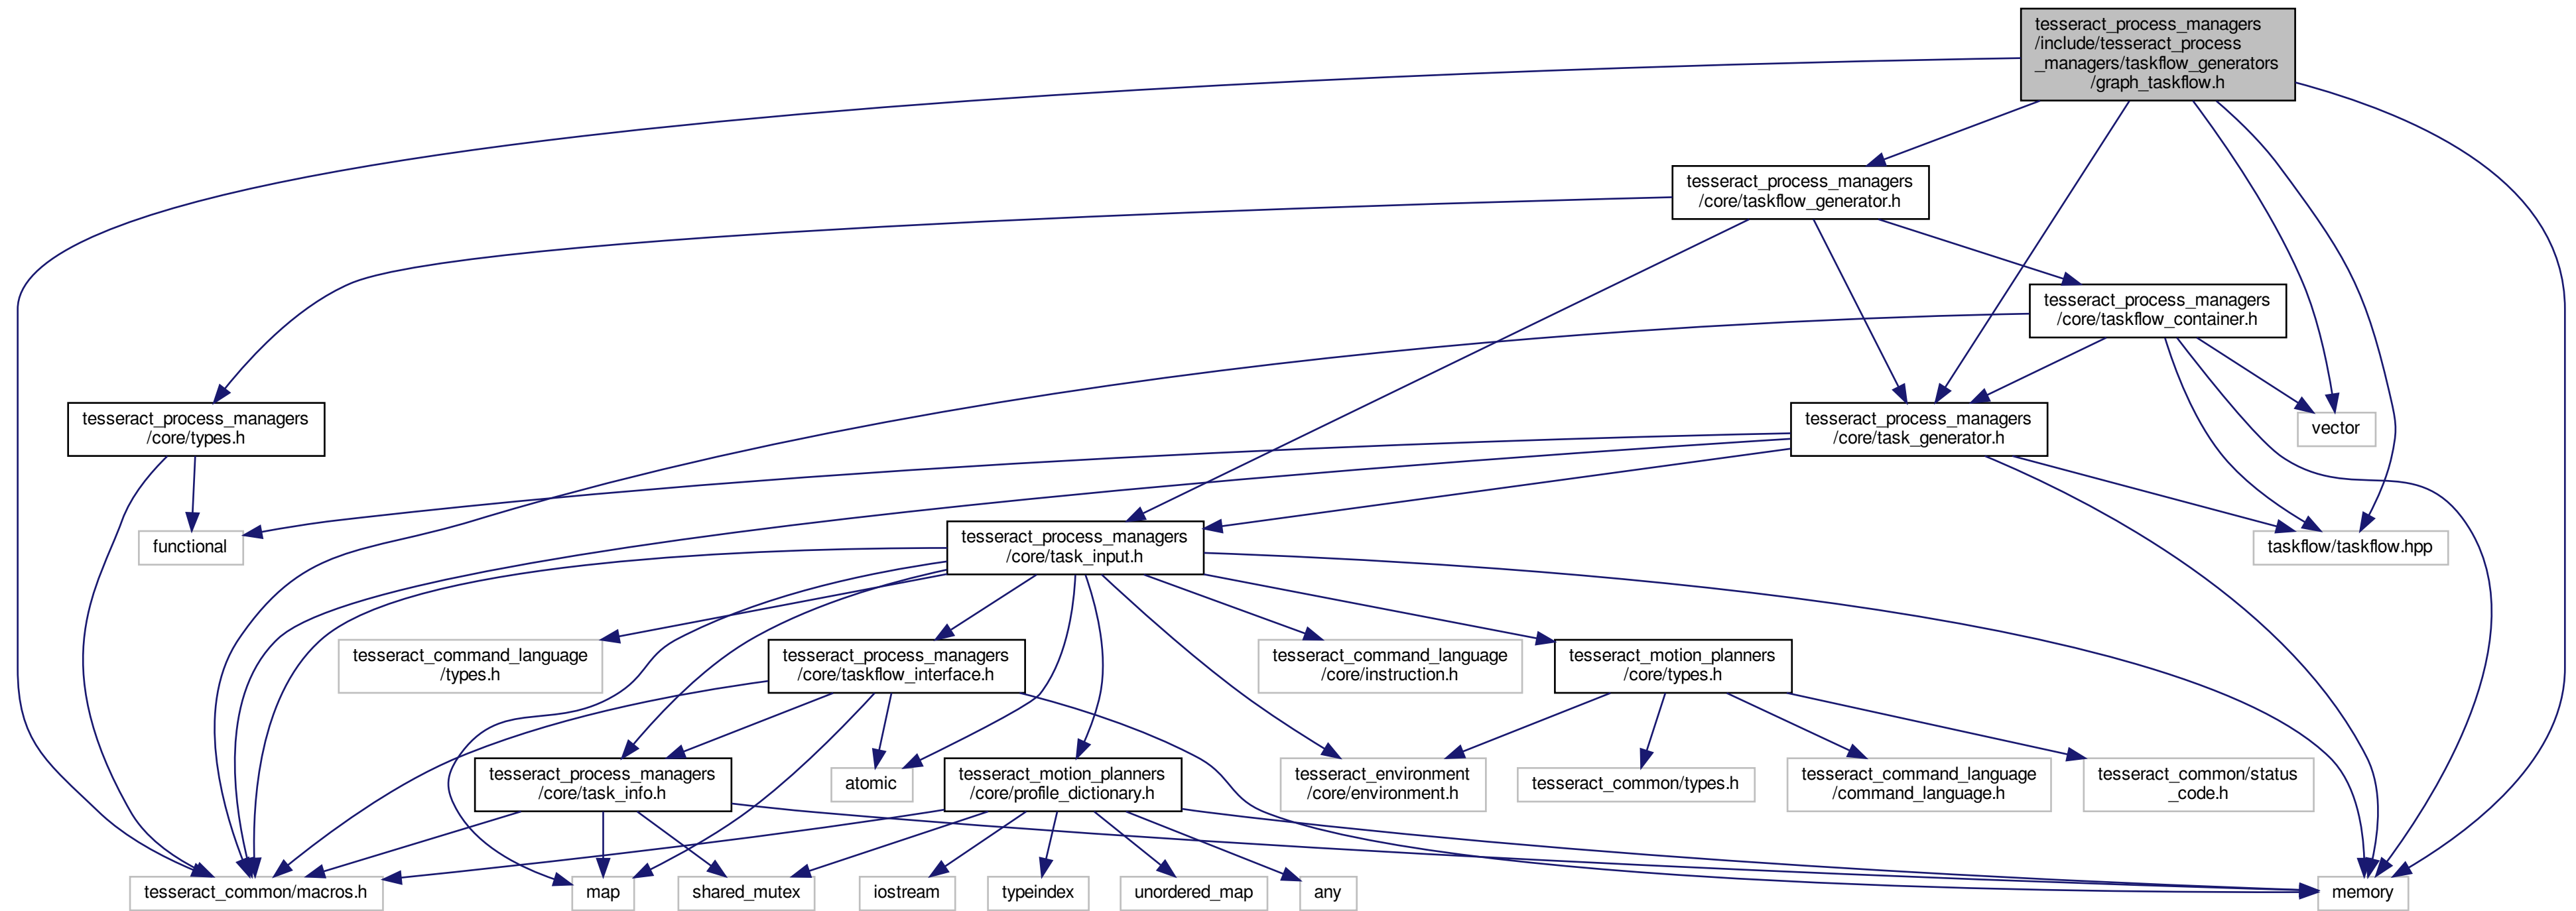 tesseract_process_managers
/include/tesseract_process
_managers/taskflow_generators
/graph_taskflow.h
tesseract_process_managers
/core/taskflow_generator.h
tesseract_process_managers
/core/taskflow_container.h
tesseract_process_managers
/core/types.h
tesseract_process_managers
/core/task_generator.h
vector
functional
tesseract_process_managers
/core/task_input.h
taskflow/taskflow.hpp
tesseract_command_language
/types.h
tesseract_process_managers
/core/taskflow_interface.h
tesseract_command_language
/core/instruction.h
tesseract_motion_planners
/core/types.h
tesseract_process_managers
/core/task_info.h
atomic
tesseract_motion_planners
/core/profile_dictionary.h
tesseract_environment
/core/environment.h
tesseract_common/types.h
tesseract_command_language
/command_language.h
tesseract_common/status
_code.h
tesseract_common/macros.h
map
shared_mutex
iostream
typeindex
unordered_map
any
memory